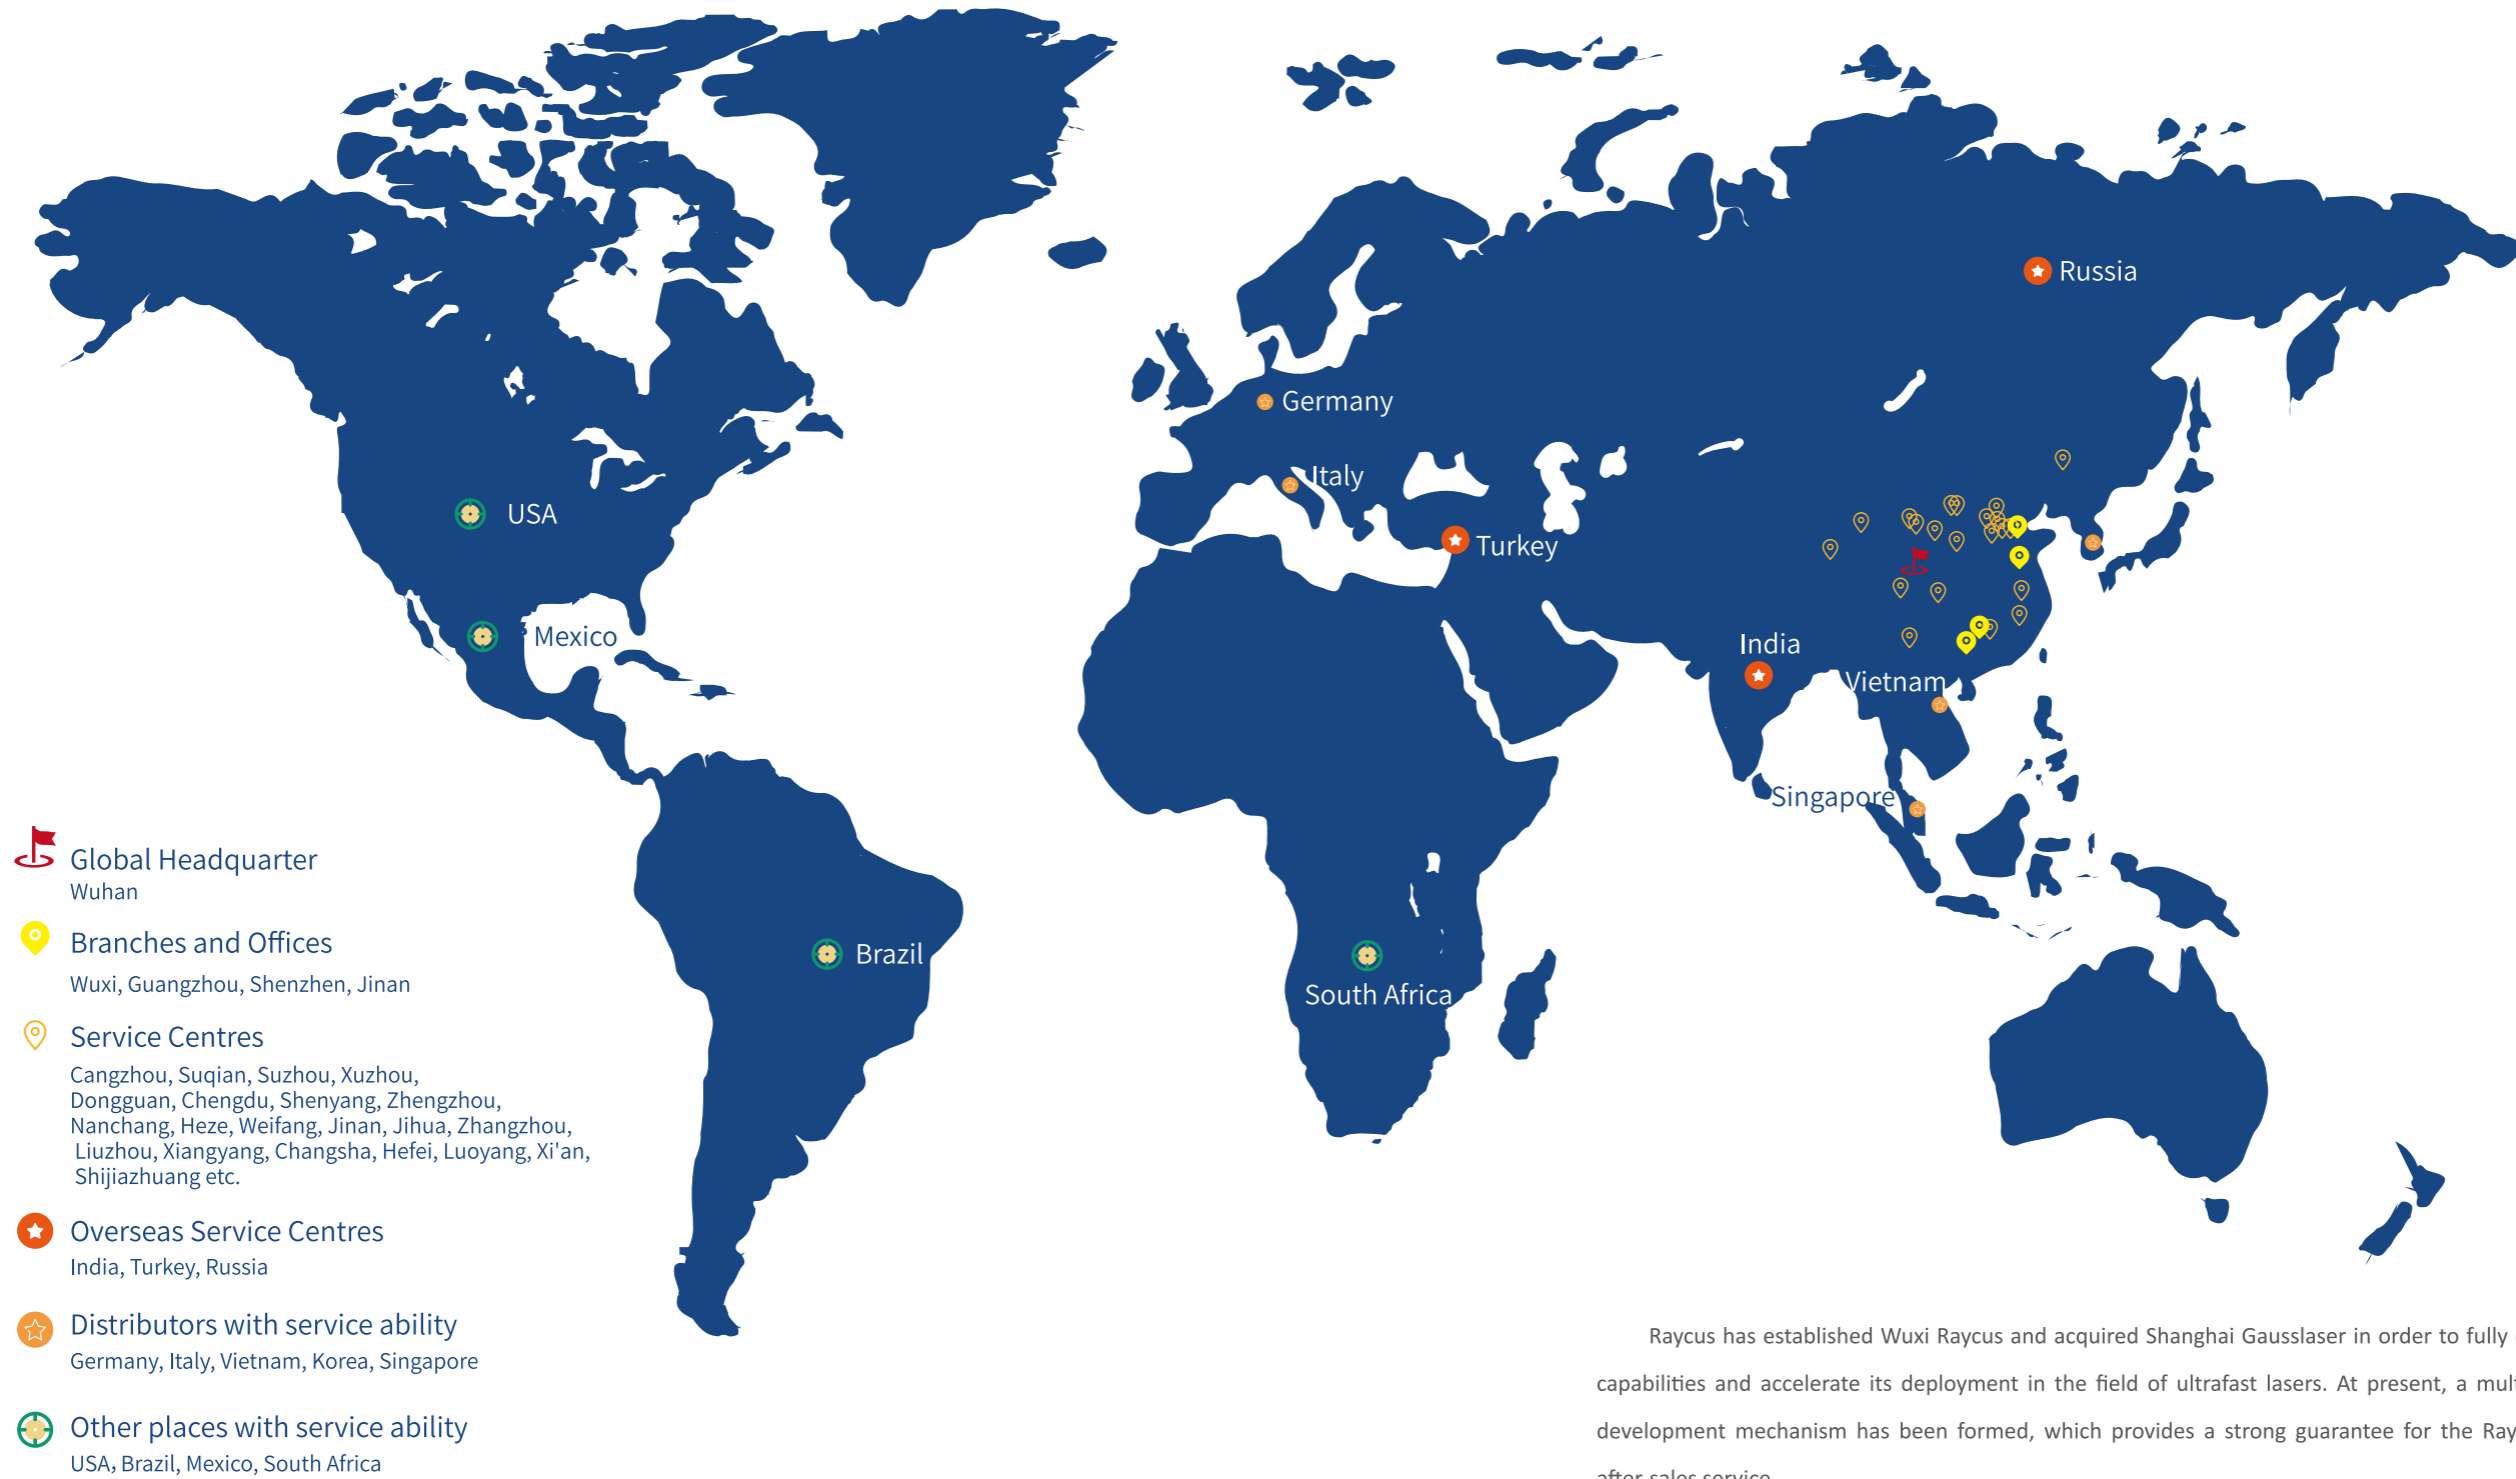 Russia
Germany
Italy
USA
Turkey
Mexico
India
Vietnam
Singapore
Brazil
South Africa
Global Headquarter
Wuhan
Branches and Offices
Wuxi, Guangzhou, Shenzhen, Jinan
Service Centres
Cangzhou, Suqian, Suzhou, Xuzhou,
Dongguan, Chengdu, Shenyang, Zhengzhou,
Nanchang, Heze, Weifang, Jinan, Jihua, Zhangzhou,
Liuzhou, Xiangyang, Changsha, Hefei, Luoyang, Xi'an,
Shijiazhuang etc.
Overseas Service Centres
India, Turkey, Russia
Distributors with service ability
Germany, Italy, Vietnam, Korea, Singapore
Other places with service ability
USA, Brazil, Mexico, South Africa
Raycus has established Wuxi Raycus and acquired Shanghai Gausslaser in order to fully
capabilities and accelerate its deployment in the field of ultrafast lasers. At present, a mul
development mechanism has been formed, which provides a strong guarantee for the Ray
after-sales service.